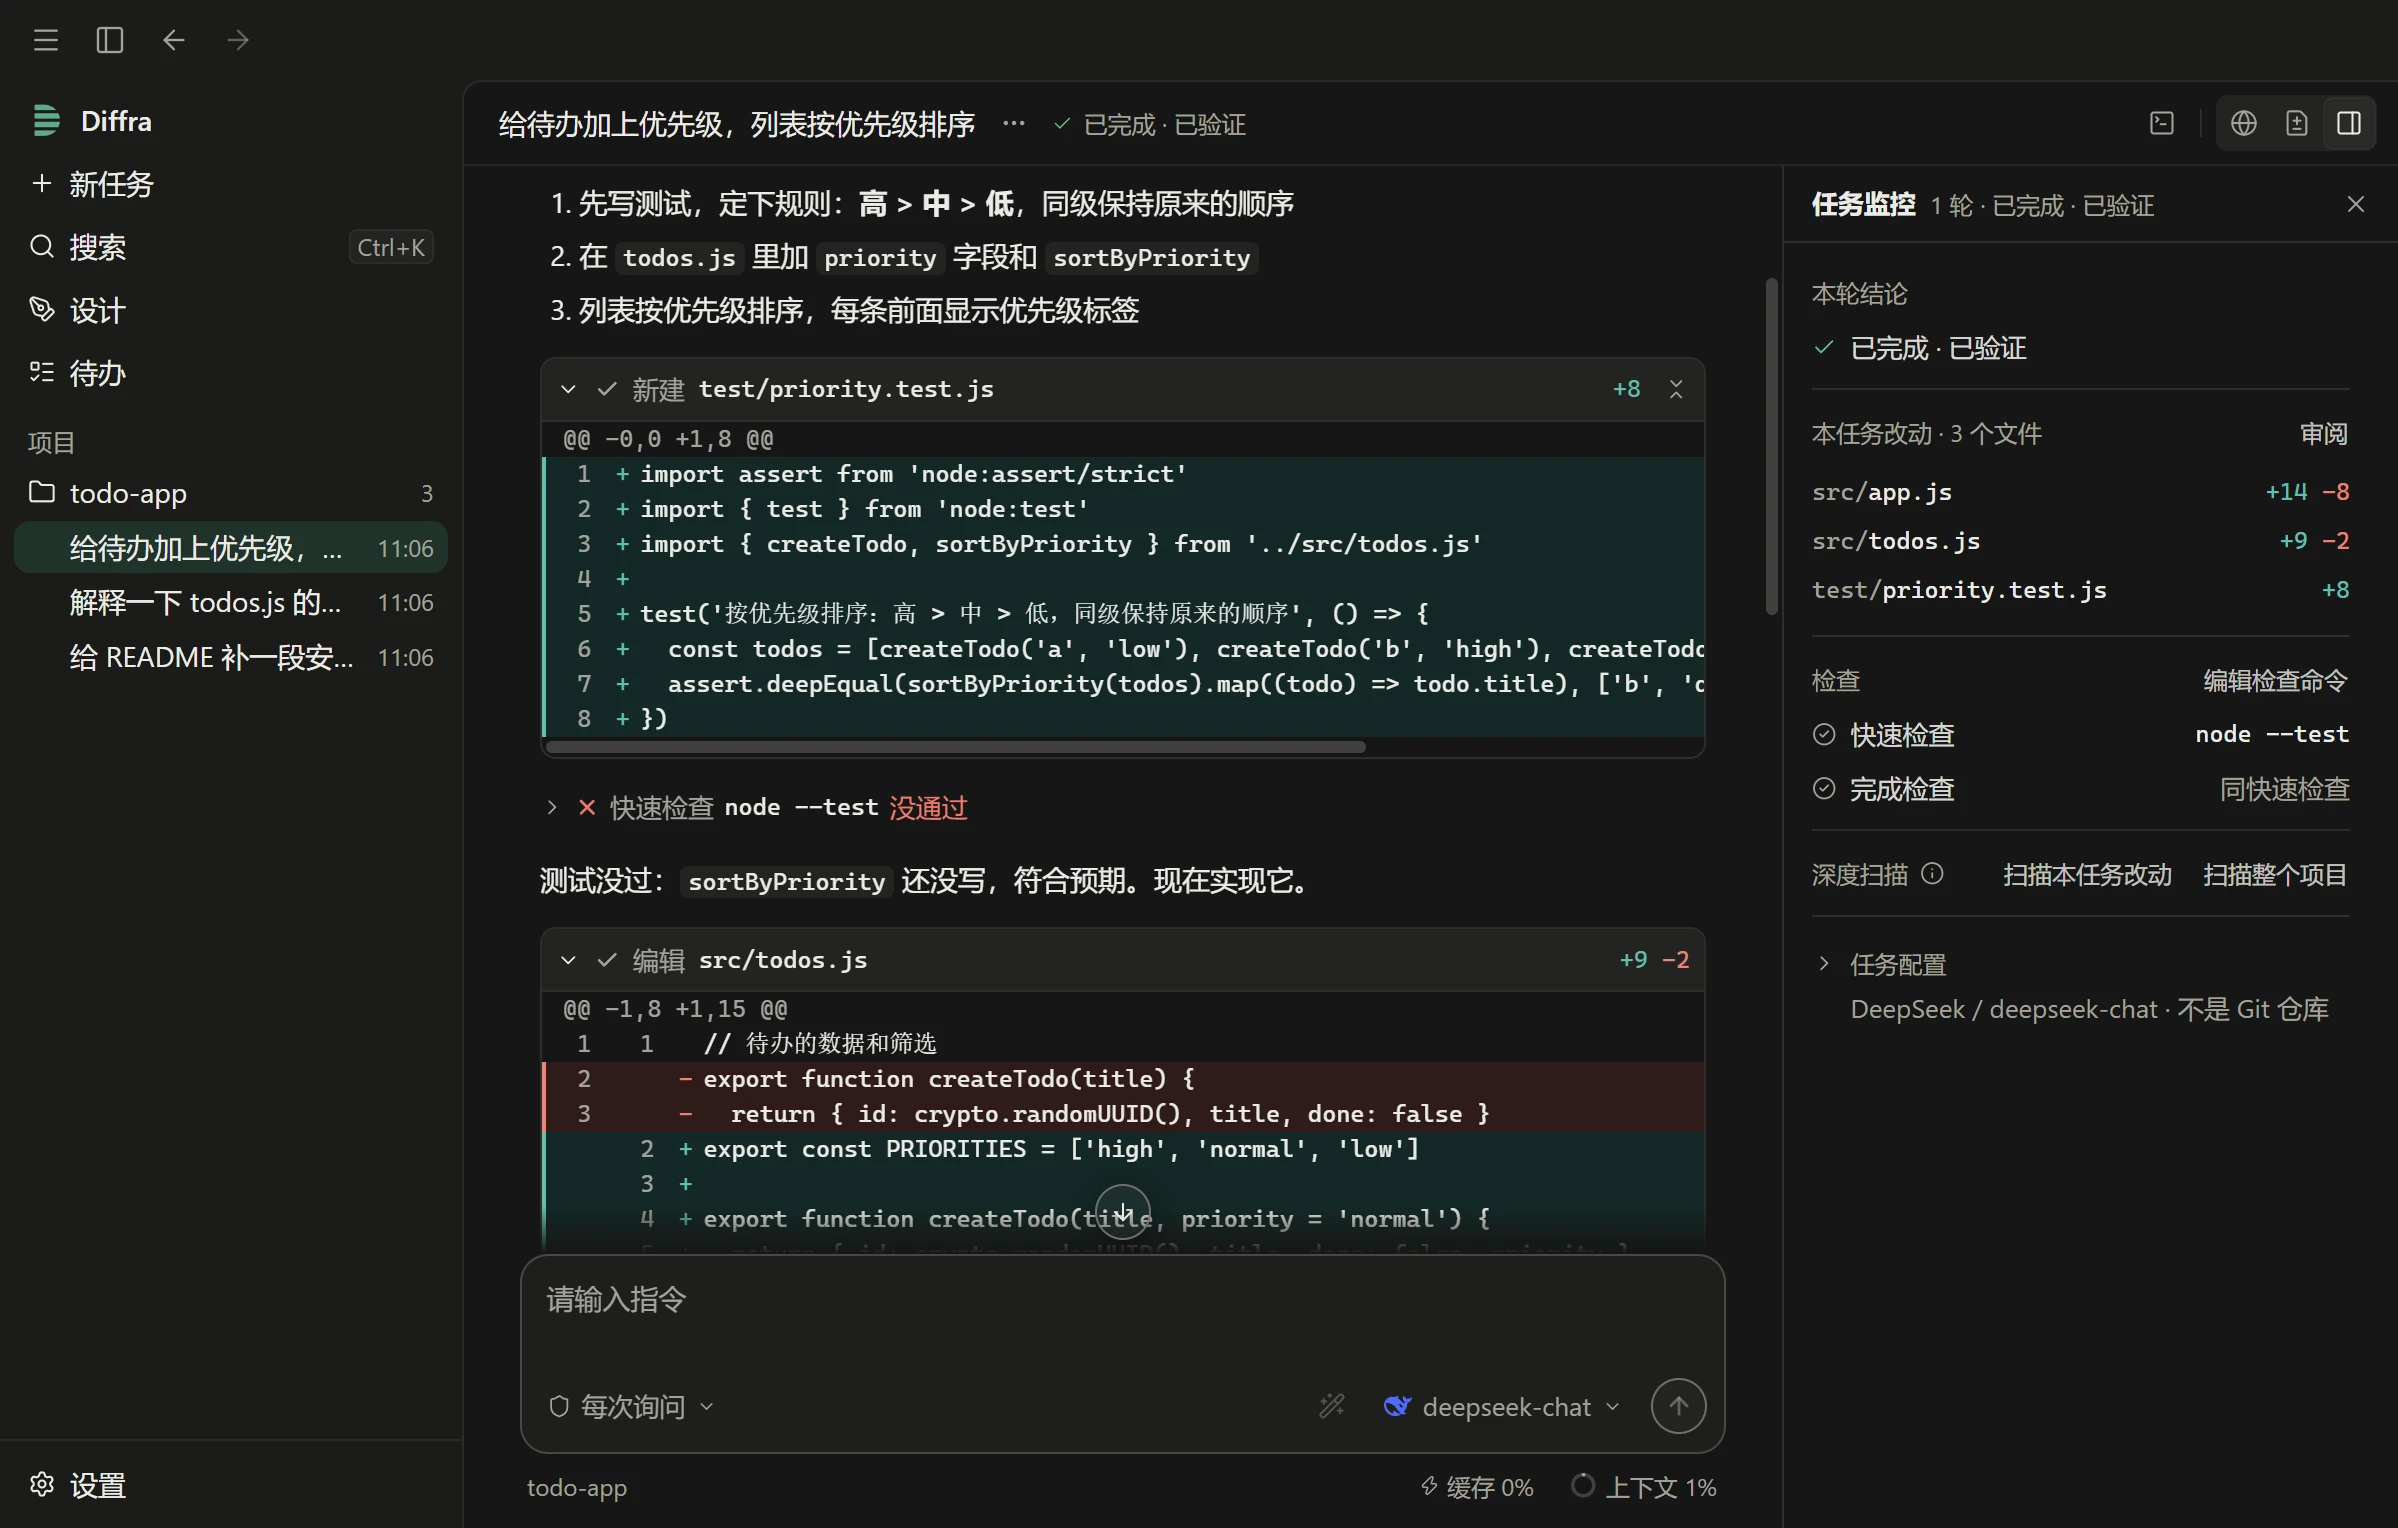 Diffra
新任务
搜索 Ctrl+K
设计
待办
项目
todo-app 3
给待办加上优先级，... 11:06
解释一下 todos.js 的... 11:06
给 README 补一段安... 11:06
设置
给待办加上优先级，列表按优先级排序 ··· 已完成 · 已验证
1. 先写测试，定下规则：高 > 中 > 低，同级保持原来的顺序
2. 在 todos.js 里加 priority 字段和 sortByPriority
3. 列表按优先级排序，每条前面显示优先级标签
新建 test/priority.test.js +8
@@ −0,0 +1,8 @@
1 + import assert from 'node:assert/strict'
2 + import { test } from 'node:test'
3 + import { createTodo, sortByPriority } from '../src/todos.js'
4 +
5 + test('按优先级排序：高 > 中 > 低，同级保持原来的顺序', () => {
6 + const todos = [createTodo('a', 'low'), createTodo('b', 'high'), createTodo
7 + assert.deepEqual(sortByPriority(todos).map((todo) => todo.title), ['b', '
8 + })
快速检查 node --test 没通过
测试没过：sortByPriority 还没写，符合预期。现在实现它。
编辑 src/todos.js +9 −2
@@ −1,8 +1,15 @@
1 1 // 待办的数据和筛选
2 − export function createTodo(title) {
3 − return { id: crypto.randomUUID(), title, done: false }
2 + export const PRIORITIES = ['high', 'normal', 'low']
3 +
4 + export function createTodo(title, priority = 'normal') {
请输入指令
每次询问 deepseek-chat
todo-app 缓存 0% 上下文 1%
任务监控 1 轮 · 已完成 · 已验证
本轮结论
已完成 · 已验证
本任务改动 · 3 个文件 审阅
src/app.js +14 −8
src/todos.js +9 −2
test/priority.test.js +8
检查 编辑检查命令
快速检查 node --test
完成检查 同快速检查
深度扫描 扫描本任务改动 扫描整个项目
任务配置
DeepSeek / deepseek-chat · 不是 Git 仓库